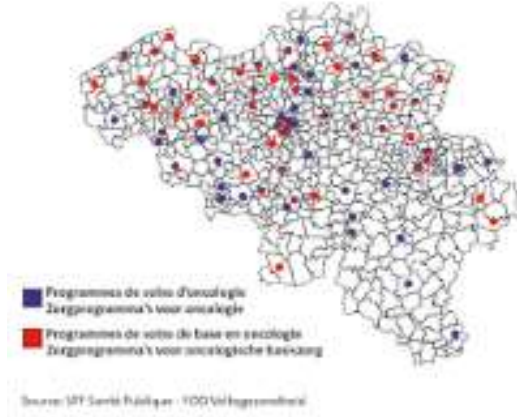 Programmes de soins d'oncologie
Zorgprogramma's voor oncologie
Programmes de soins de base en oncologie
Zorgprogramma's voor oncologische basiszorg
Source: SPF Santé Publique - FOD Volksgezondheid